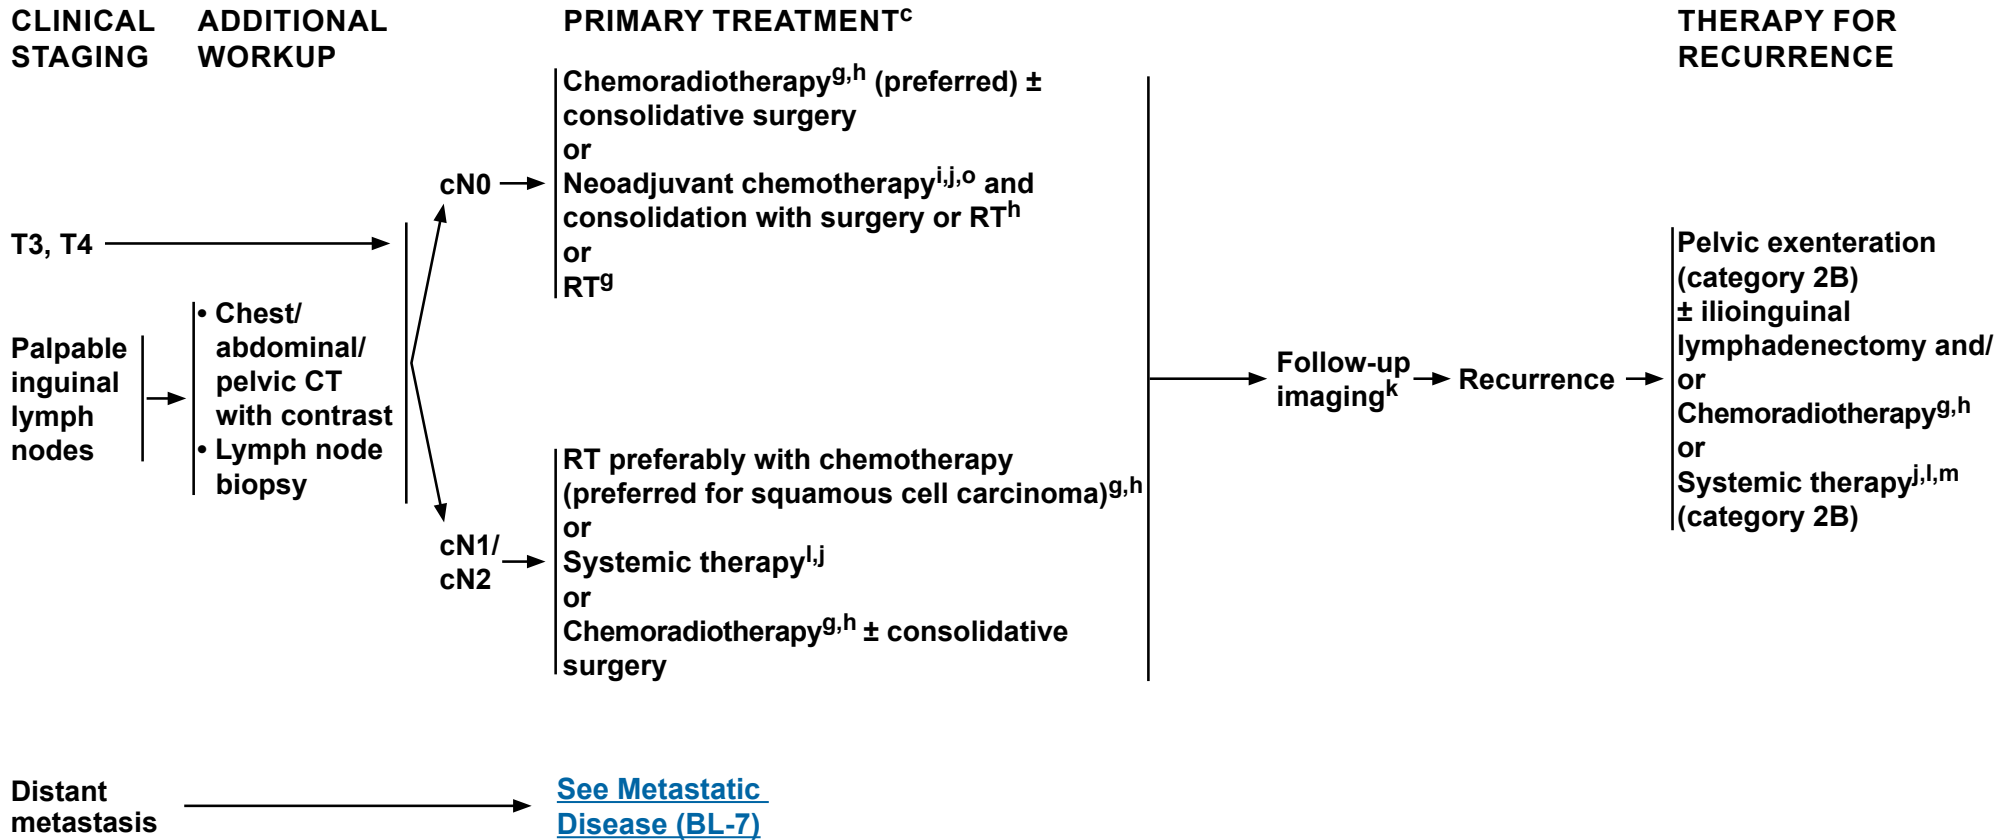 CLINICAL
STAGING
ADDITIONAL
WORKUP
PRIMARY TREATMENTc
THERAPY FOR
RECURRENCE
T3, T4
Palpable
inguinal
lymph
nodes
• Chest/
abdominal/
pelvic CT
with contrast
• Lymph node
biopsy
cN0
Chemoradiotherapyg,h (preferred) ±
consolidative surgery
or
Neoadjuvant chemotherapyi,j,o and
consolidation with surgery or RTh
or
RTg
cN1/
cN2
RT preferably with chemotherapy
(preferred for squamous cell carcinoma)g,h
or
Systemic therapyl,j
or
Chemoradiotherapyg,h ± consolidative
surgery
Follow-up
imagingk
Recurrence
Pelvic exenteration
(category 2B)
± ilioinguinal
lymphadenectomy and/
or
Chemoradiotherapyg,h
or
Systemic therapyj,l,m
(category 2B)
Distant
metastasis
See Metastatic
Disease (BL-7)